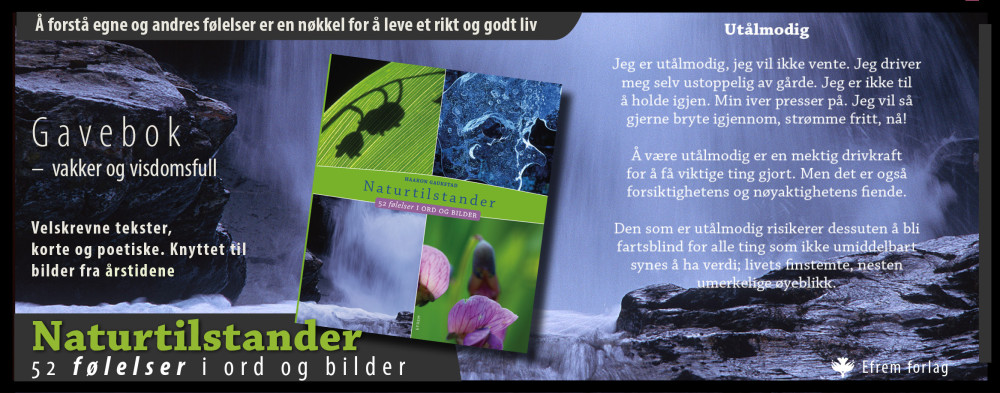 Å forstå egne og andres følelser er en nøkkel for å leve et rikt og godt liv
Gavebok
– vakker og visdomsfull
Velskrevne tekster,
korte og poetiske. Knyttet til
bilder fra årstidene
HAAKON GAUESTAD
Naturtilstander
52 følelser I ORD OG BILDER
EFREM
Naturtilstander
52 følelser i ord og bilder
Utålmodig
Jeg er utålmodig, jeg vil ikke vente. Jeg driver
meg selv ustoppelig av gårde. Jeg er ikke til
å holde igjen. Min iver presser på. Jeg vil så
gjerne bryte igjennom, strømme fritt, nå!
Å være utålmodig er en mektig drivkraft
for å få viktige ting gjort. Men det er også
forsiktighetens og nøyaktighetens fiende.
Den som er utålmodig risikerer dessuten å bli
fartsblind for alle ting som ikke umiddelbart
synes å ha verdi; livets finstemte, nesten
umerkelige øyeblikk.
Efrem forlag